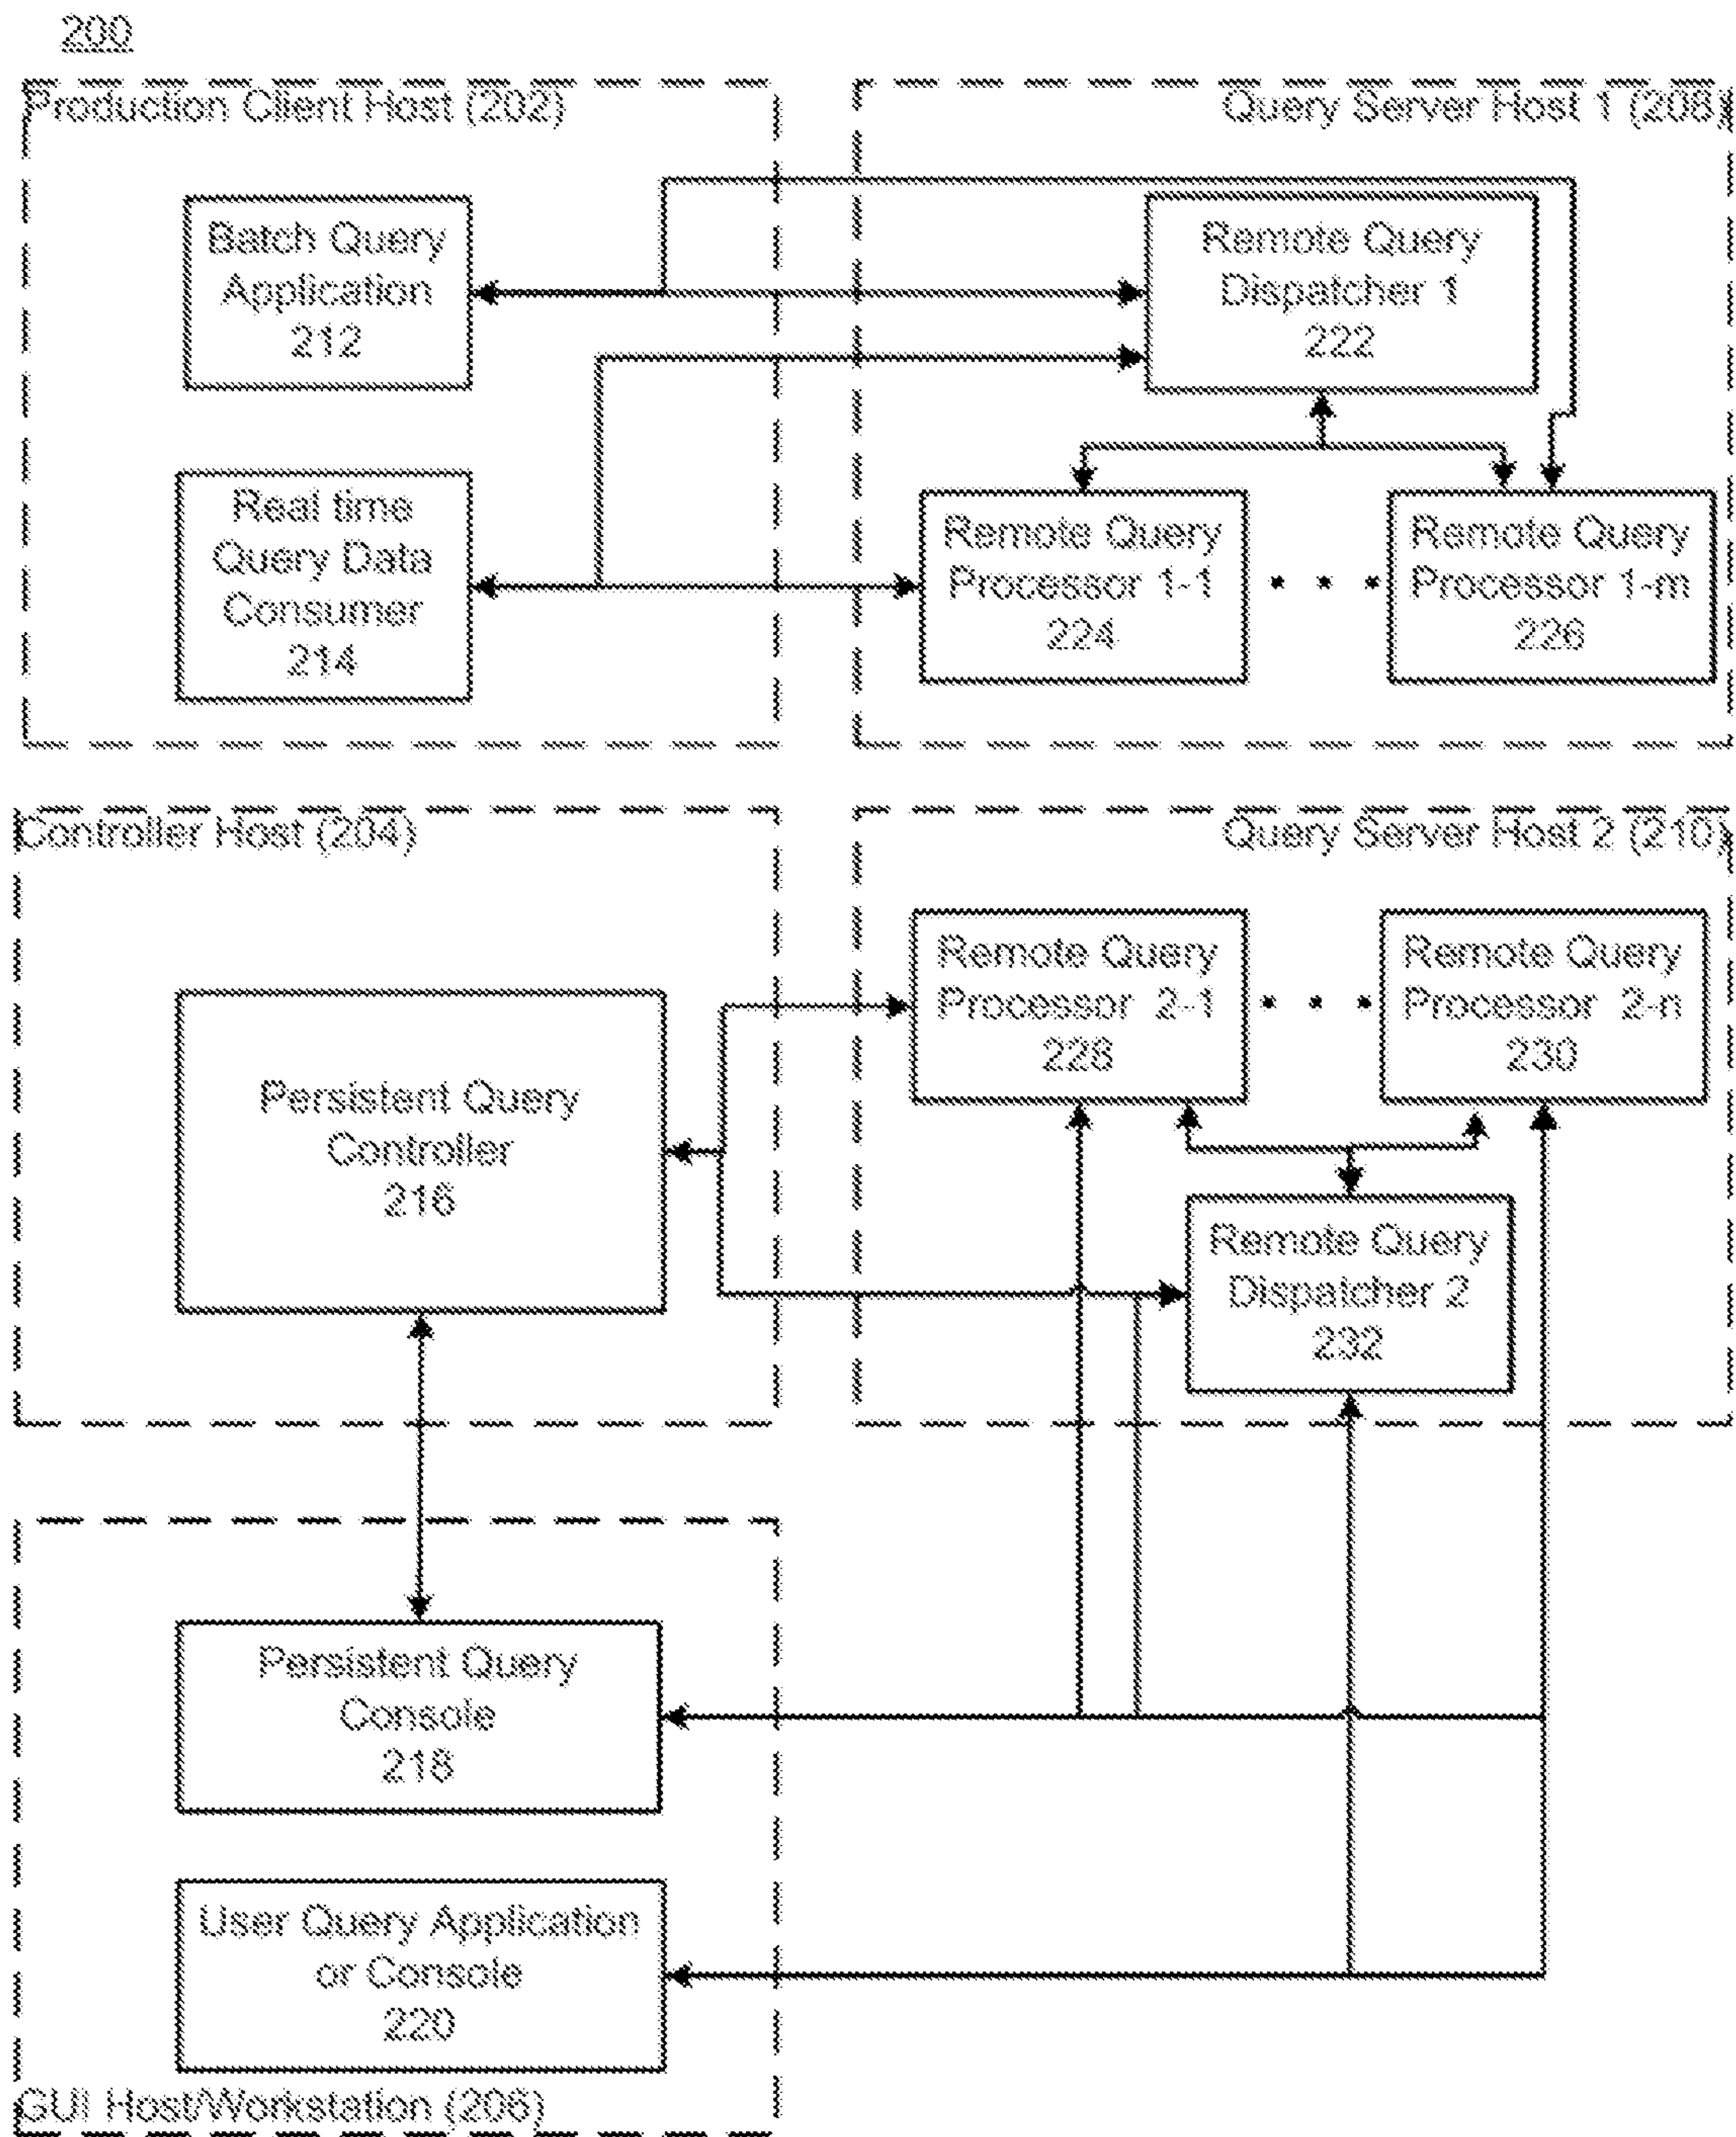 200
Production Client Host (202)
Query Server Host 1 (208)
Batch Query
Application
212
Remote Query
Dispatcher 1
222
Real time
Query Data
Consumer
214
Remote Query
Processor 1-1
224
Remote Query
Processor 1-m
226
Controller Host (204)
Query Server Host 2 (210)
Remote Query
Processor 2-1
228
Remote Query
Processor 2-n
230
Persistent Query
Controller
216
Remote Query
Dispatcher 2
232
Persistent Query
Console
218
User Query Application
or Console
220
GUI Host/Workstation (206)